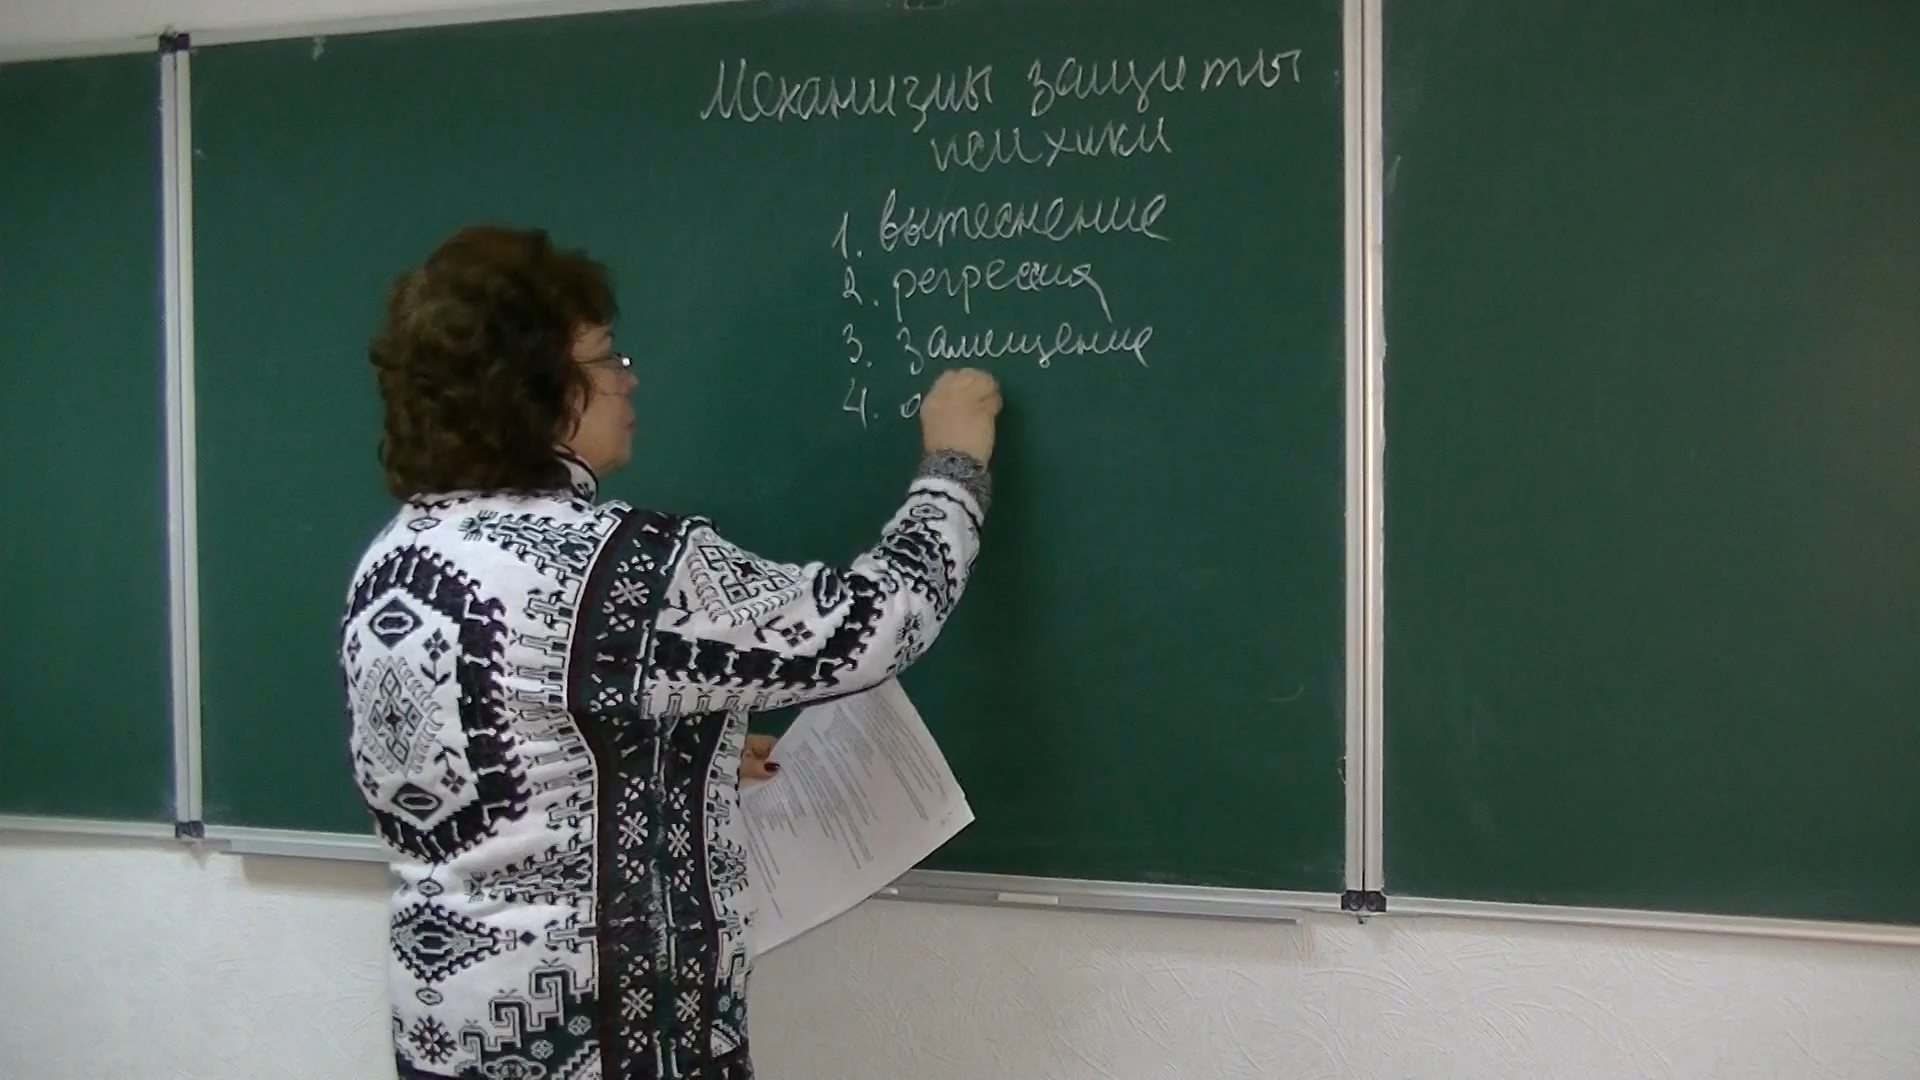 Механизмы защиты
психики
1. вытеснение
2. регрессия
3. замещение
4. о